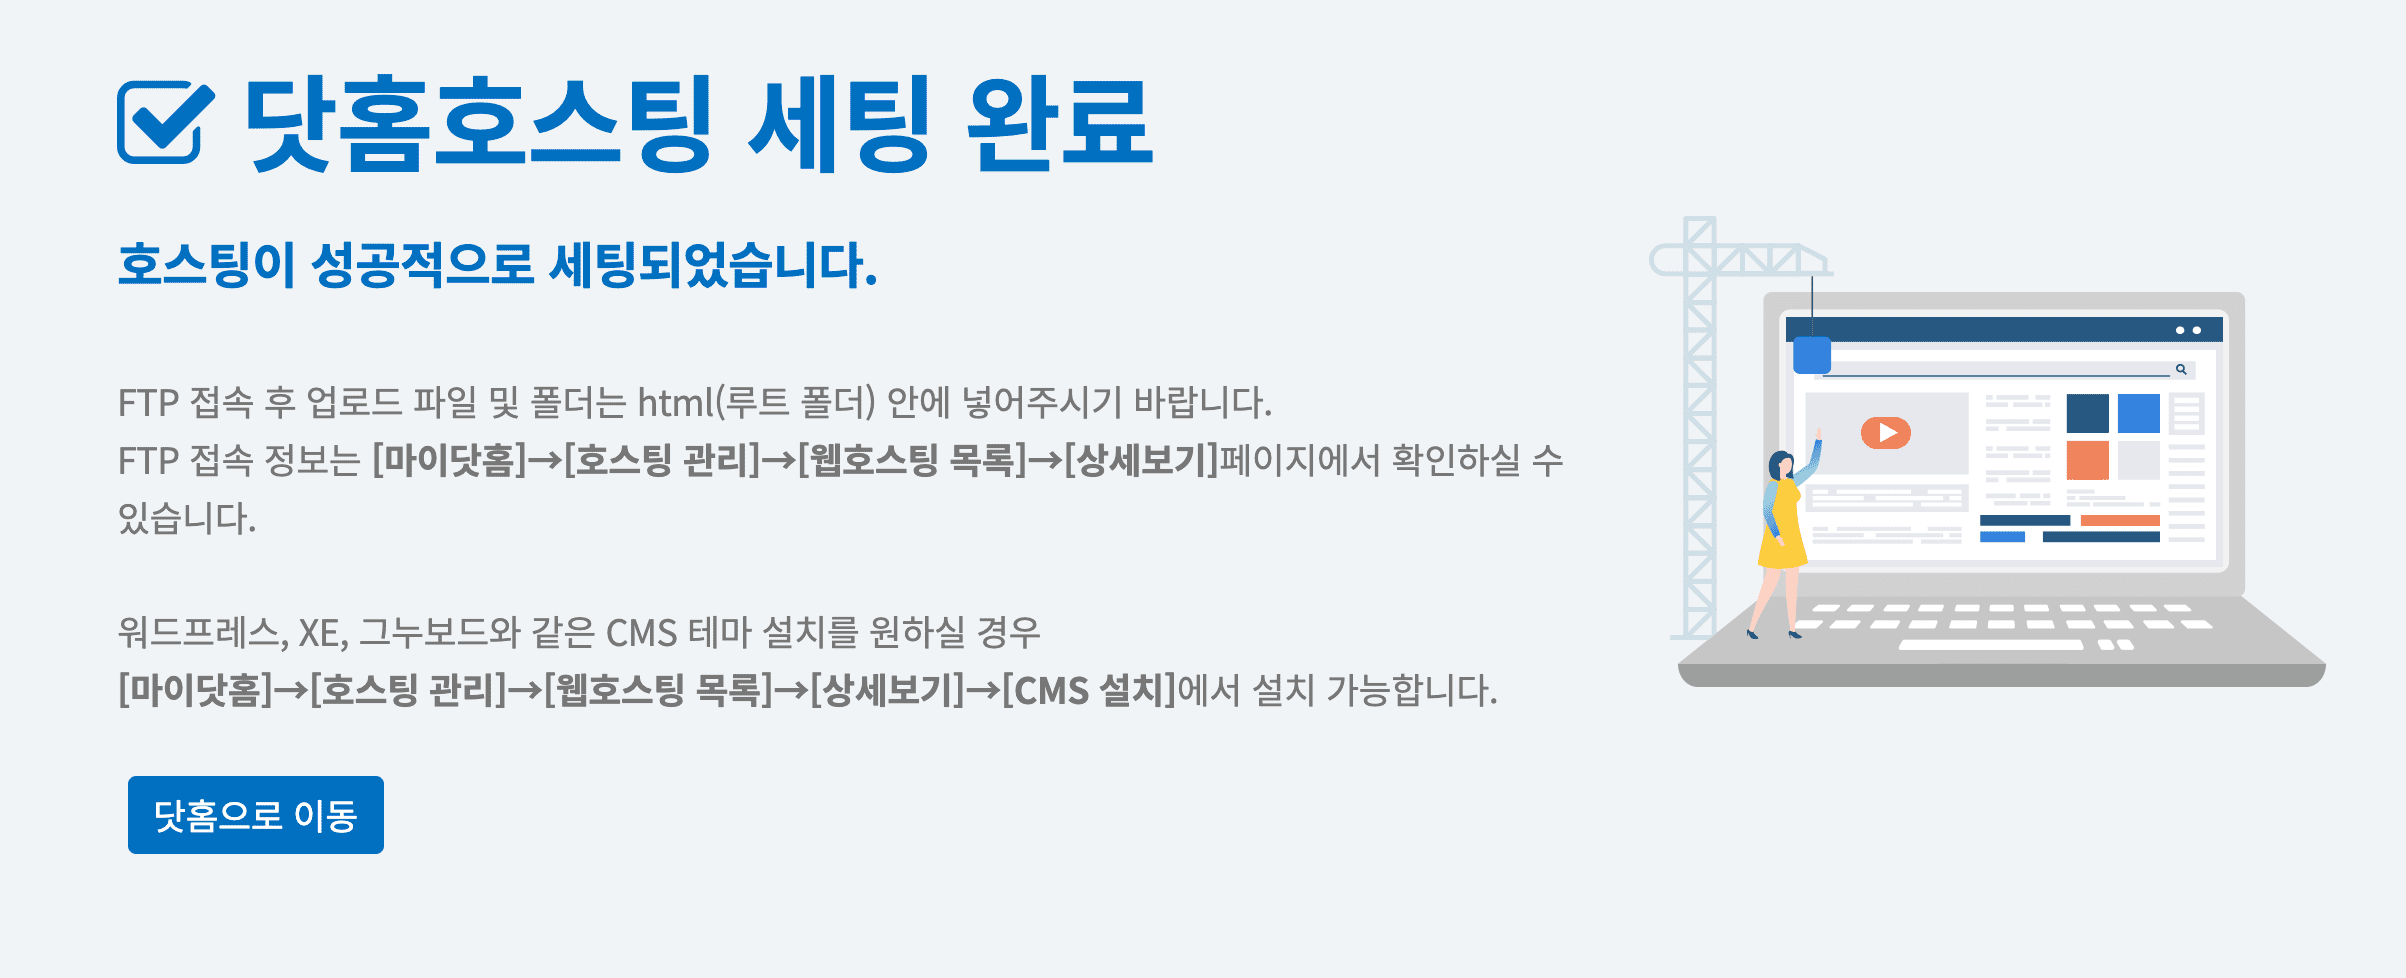 닷홈호스팅 세팅 완료
호스팅이 성공적으로 세팅되었습니다.
FTP 접속 후 업로드 파일 및 폴더는 html(루트 폴더) 안에 넣어주시기 바랍니다.
FTP 접속 정보는 [마이닷홈]→[호스팅 관리]→[웹호스팅 목록]→[상세보기]페이지에서 확인하실 수
있습니다.
워드프레스, XE, 그누보드와 같은 CMS 테마 설치를 원하실 경우
[마이닷홈]→[호스팅 관리]→[웹호스팅 목록]→[상세보기]→[CMS 설치]에서 설치 가능합니다.
닷홈으로 이동